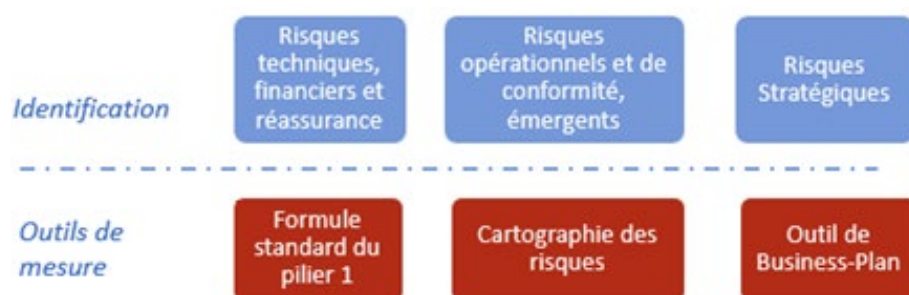 Identification
Risques
techniques,
financiers et
réassurance
Risques
opérationnels et de
conformité,
émergents
Risques
Stratégiques
Outils de
mesure
Formule
standard du
pilier 1
Cartographie des
risques
Outil de
Business-Plan